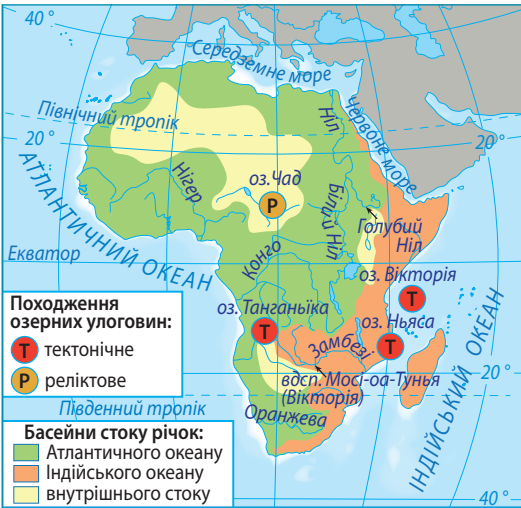 40°
40°
Середземне море
Північний тропік
20°
20°
Ніл
Червоне море
АТЛАНТИЧНИЙ ОКЕАН
Нігер
оз. Чад
Р
Білий Ніл
Голубий
Ніл
Конго
Екватор
оз. Вікторія
Т
оз. Танганьїка
Т
оз. Ньяса
Т
Замбезі
вдсп. Мосі-оа-Тунья
(Вікторія)
20°
Південний тропік
Оранжева
ІНДІЙСЬКИЙ ОКЕАН
40°
Походження
озерних улоговин:
Т тектонічне
Р реліктове
Басейни стоку річок:
Атлантичного океану
Індійського океану
внутрішнього стоку